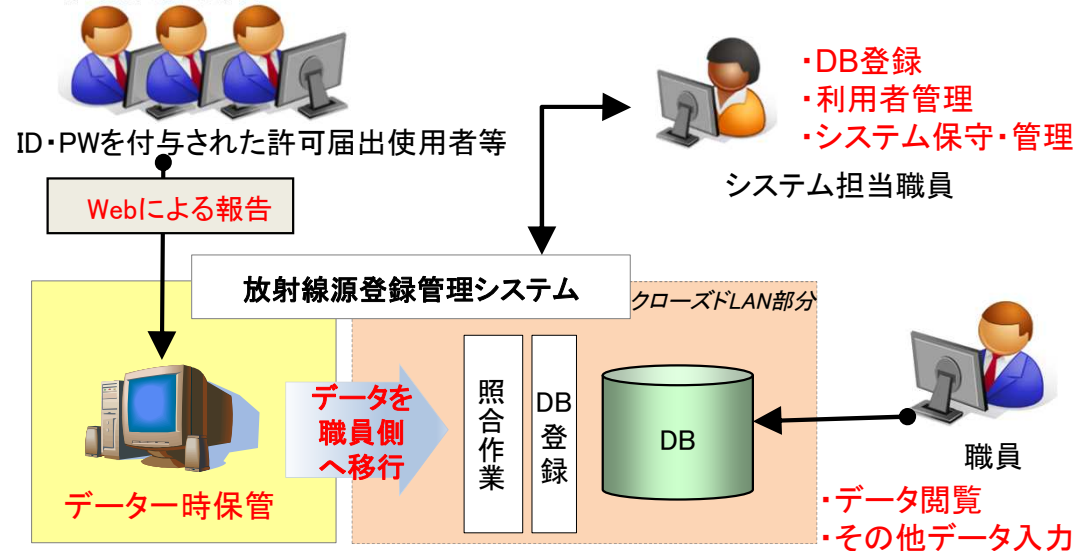 ID・PWを付与された許可届出使用者等
・DB登録
・利用者管理
・システム保守・管理
システム担当職員
Webによる報告
放射線源登録管理システム
クローズドLAN部分
データを
職員側
へ移行
照合作業
DB登録
DB
データ一時保管
職員
・データ閲覧
・その他データ入力